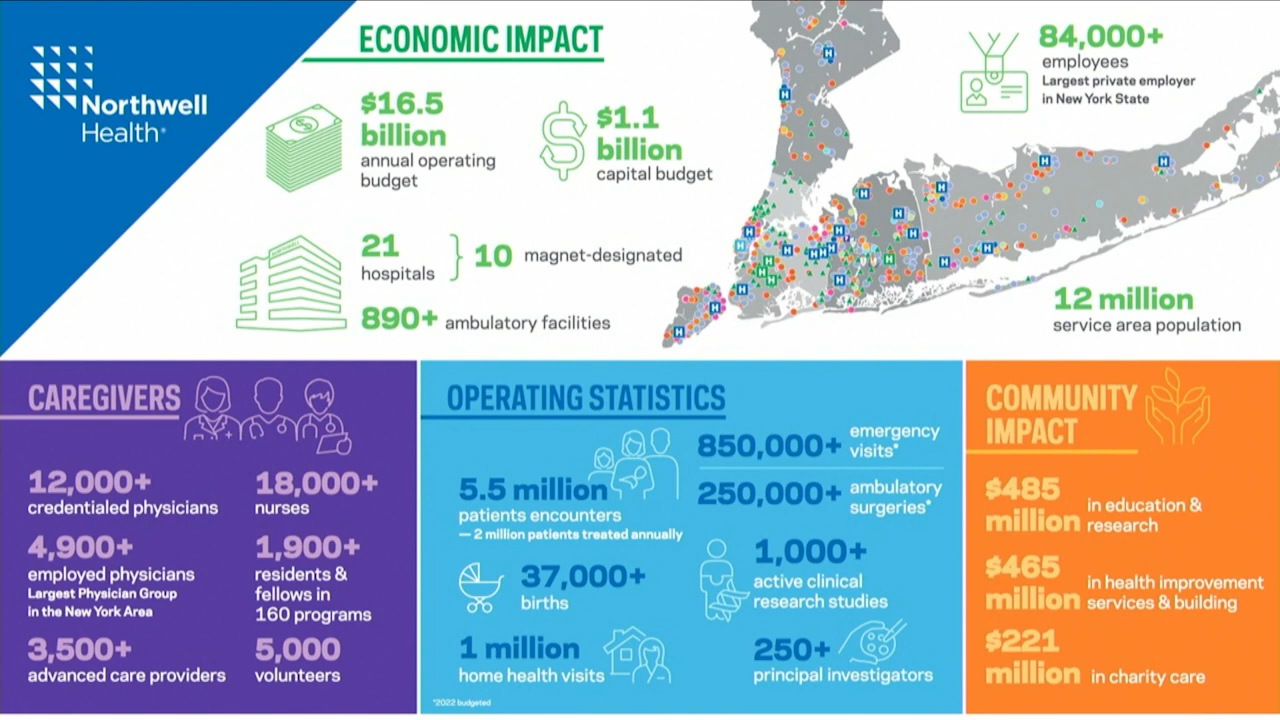 Northwell
Health®
ECONOMIC IMPACT
$16.5
billion
annual operating
budget
$1.1
billion
capital budget
84,000+
employees
Largest private employer
in New York State
21
hospitals
10 magnet-designated
890+ ambulatory facilities
12 million
service area population
CAREGIVERS
12,000+
credentialed physicians
18,000+
nurses
4,900+
employed physicians
Largest Physician Group
in the New York Area
1,900+
residents &
fellows in
160 programs
3,500+
advanced care providers
5,000
volunteers
OPERATING STATISTICS
5.5 million
patients encounters
— 2 million patients treated annually
850,000+ emergency
visits*
250,000+ ambulatory
surgeries*
37,000+
births
1,000+
active clinical
research studies
1 million
home health visits
250+
principal investigators
*2022 budgeted
COMMUNITY
IMPACT
$485
million in education &
research
$465
million in health improvement
services & building
$221
million in charity care